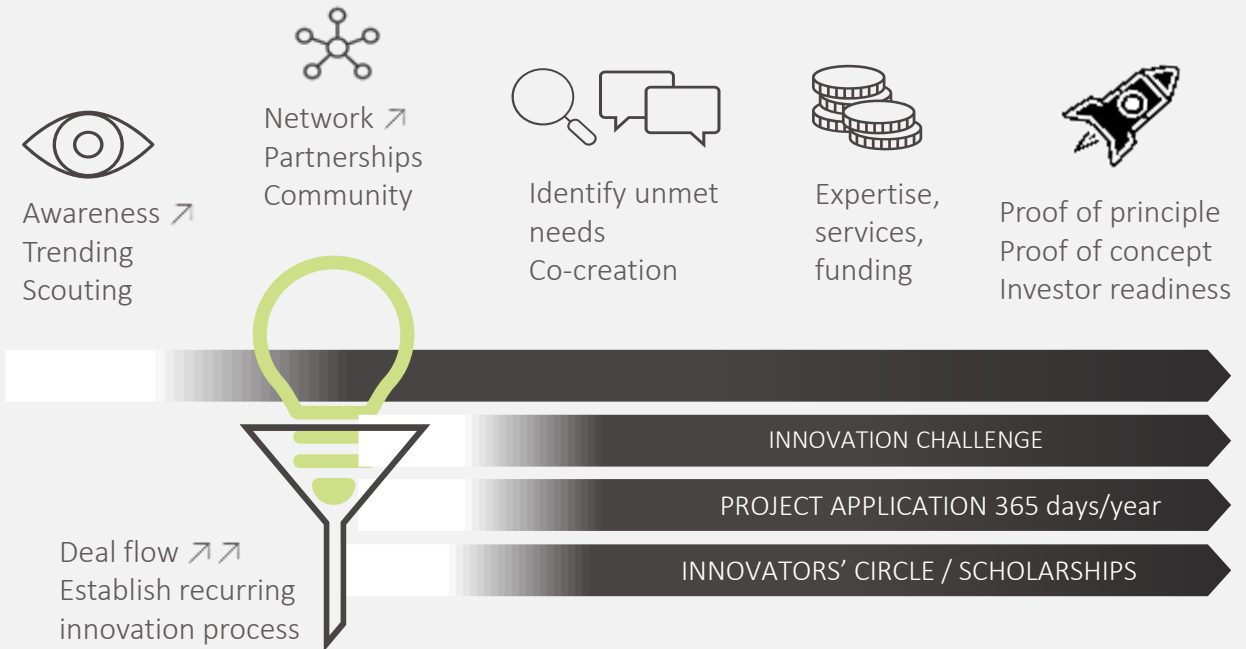 Awareness ↗
Trending
Scouting
Network ↗
Partnerships
Community
Identify unmet
needs
Co-creation
Expertise,
services,
funding
Proof of principle
Proof of concept
Investor readiness
INNOVATION CHALLENGE
PROJECT APPLICATION 365 days/year
INNOVATORS’ CIRCLE / SCHOLARSHIPS
Deal flow ↗↗
Establish recurring
innovation process